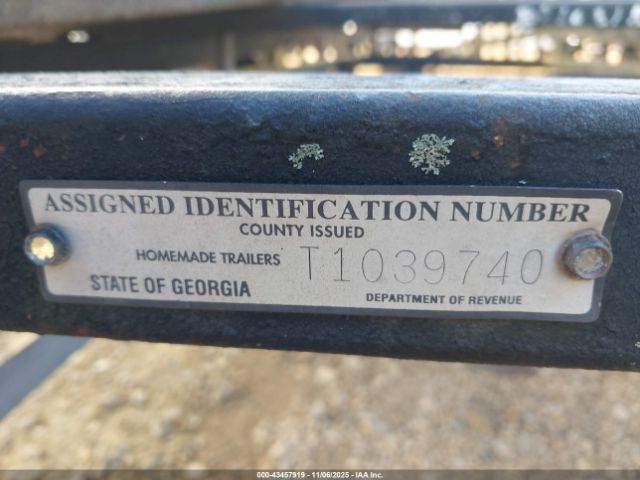 ASSIGNED IDENTIFICATION NUMBER
COUNTY ISSUED
HOMEMADE TRAILERS T1039740
STATE OF GEORGIA
DEPARTMENT OF REVENUE
000-43457919 - 11/06/2025 - IAA Inc.